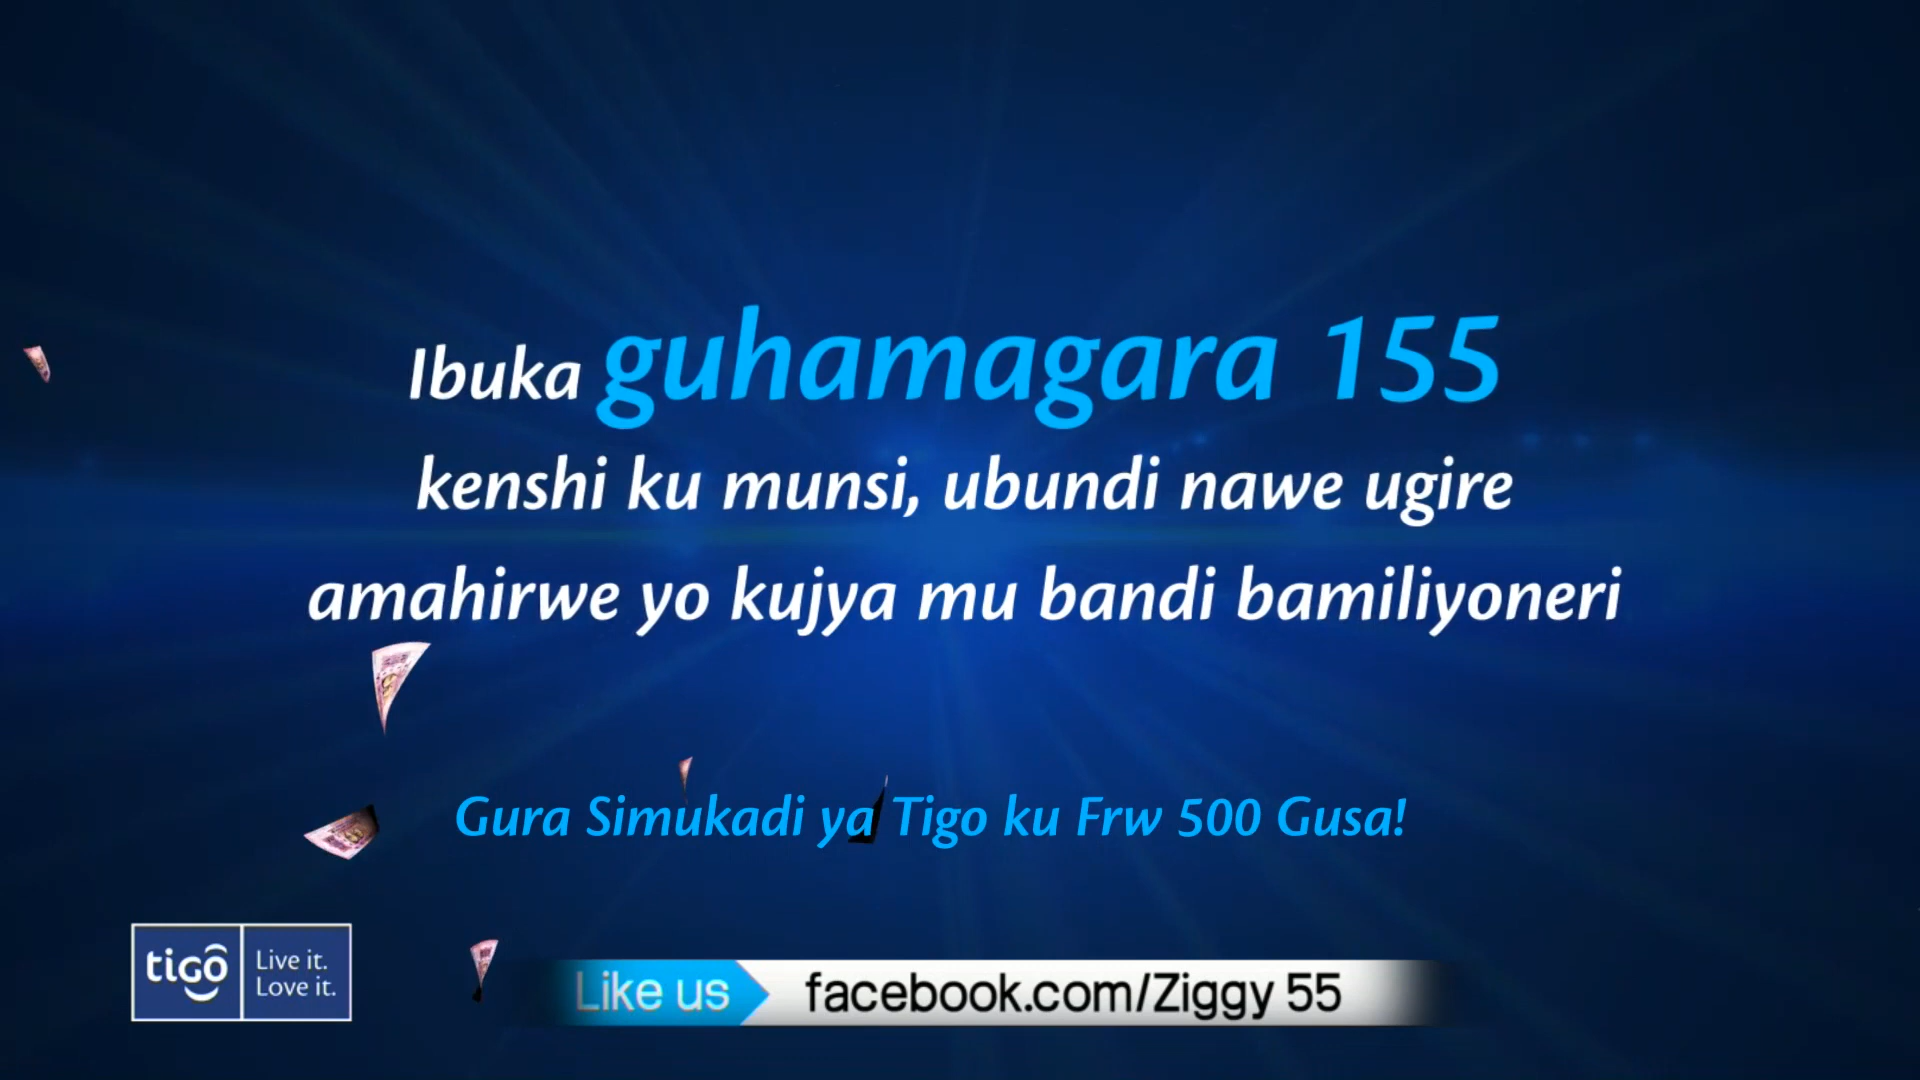 Ibuka guhamagara 155
kenshi ku munsi, ubundi nawe ugire
amahirwe yo kujya mu bandi bamiliyoneri
Gura Simukadi ya Tigo ku Frw 500 Gusa!
tigo
Live it.
Love it.
Like us facebook.com/Ziggy 55